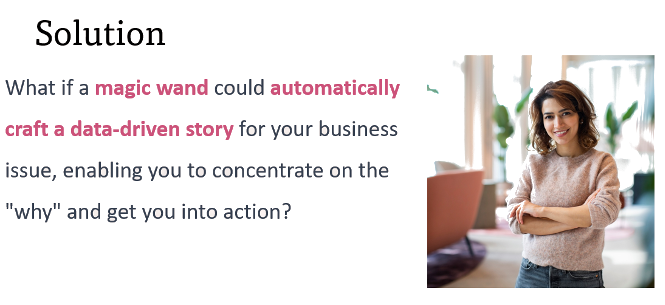 Solution
What if a magic wand could automatically
craft a data-driven story for your business
issue, enabling you to concentrate on the
"why" and get you into action?